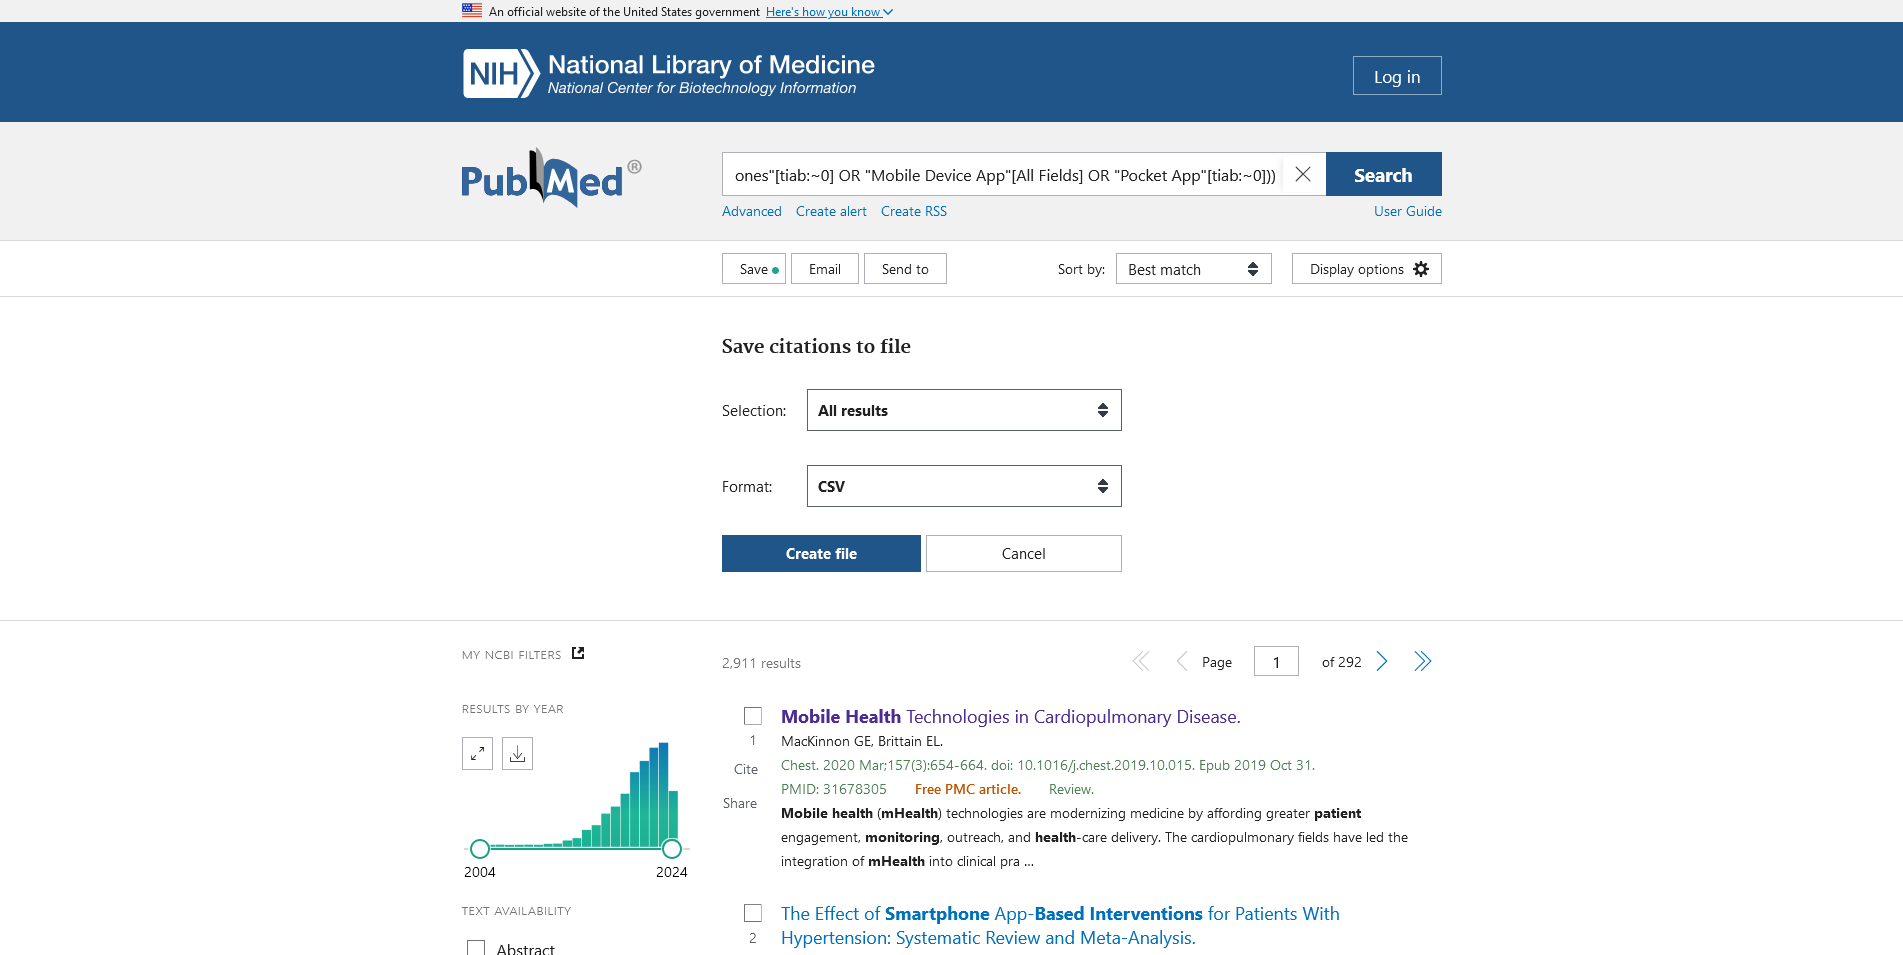 An official website of the United States government Here's how you know
NIH National Library of Medicine
National Center for Biotechnology Information
Log in
PubMed®
ones"[tiab:~0] OR "Mobile Device App"[All Fields] OR "Pocket App"[tiab:~0]))
Search
Advanced Create alert Create RSS User Guide
Save Email Send to Sort by: Best match Display options
Save citations to file
Selection: All results
Format: CSV
Create file Cancel
MY NCBI FILTERS
2,911 results
Page 1 of 292
RESULTS BY YEAR
2004 2024
TEXT AVAILABILITY
Abstract
Mobile Health Technologies in Cardiopulmonary Disease.
1
MacKinnon GE, Brittain EL.
Cite
Chest. 2020 Mar;157(3):654-664. doi: 10.1016/j.chest.2019.10.015. Epub 2019 Oct 31.
PMID: 31678305 Free PMC article. Review.
Share
Mobile health (mHealth) technologies are modernizing medicine by affording greater patient
engagement, monitoring, outreach, and health-care delivery. The cardiopulmonary fields have led the
integration of mHealth into clinical pra ...
The Effect of Smartphone App-Based Interventions for Patients With
2
Hypertension: Systematic Review and Meta-Analysis.